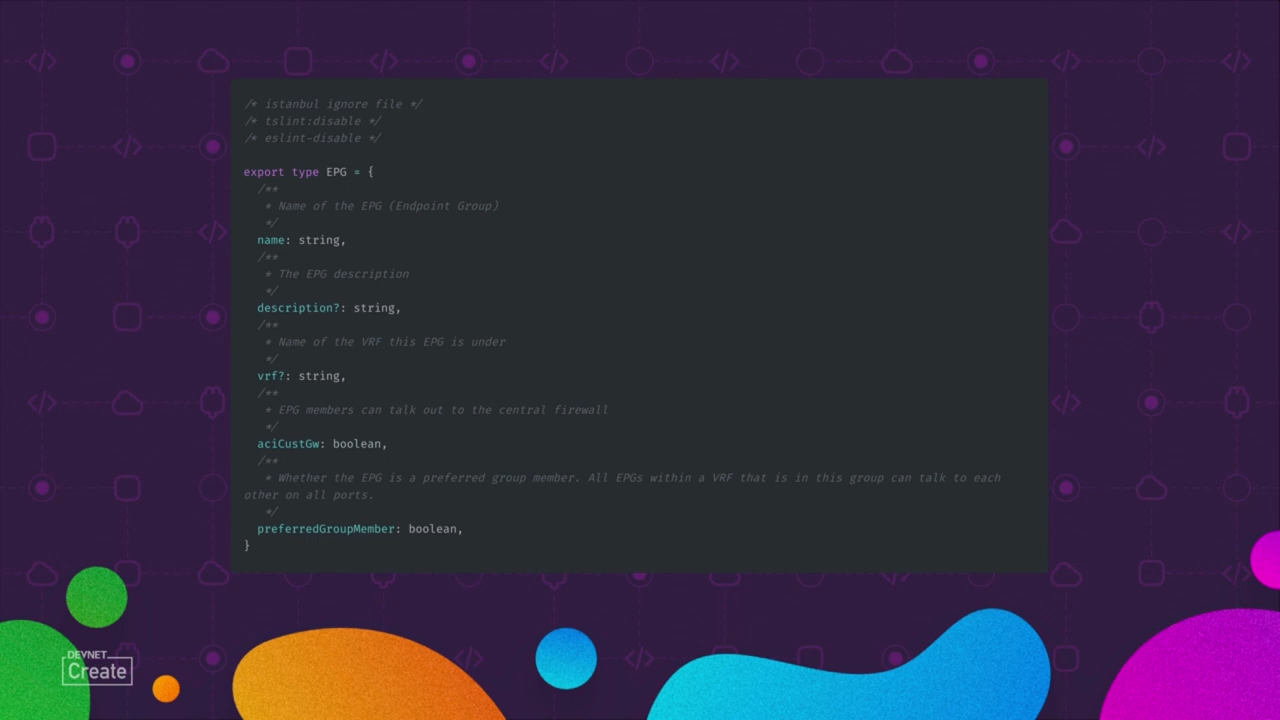 /* istanbul ignore file */
/* tslint:disable */
/* eslint-disable */
export type EPG = {
/**
* Name of the EPG (Endpoint Group)
*/
name: string,
/**
* The EPG description
*/
description?: string,
/**
* Name of the VRF this EPG is under
*/
vrf?: string,
/**
* EPG members can talk out to the central firewall
*/
aciCustGw: boolean,
/**
* Whether the EPG is a preferred group member. All EPGs within a VRF that is in this group can talk to each
other on all ports.
*/
preferredGroupMember: boolean,
}
DEVNET
Create